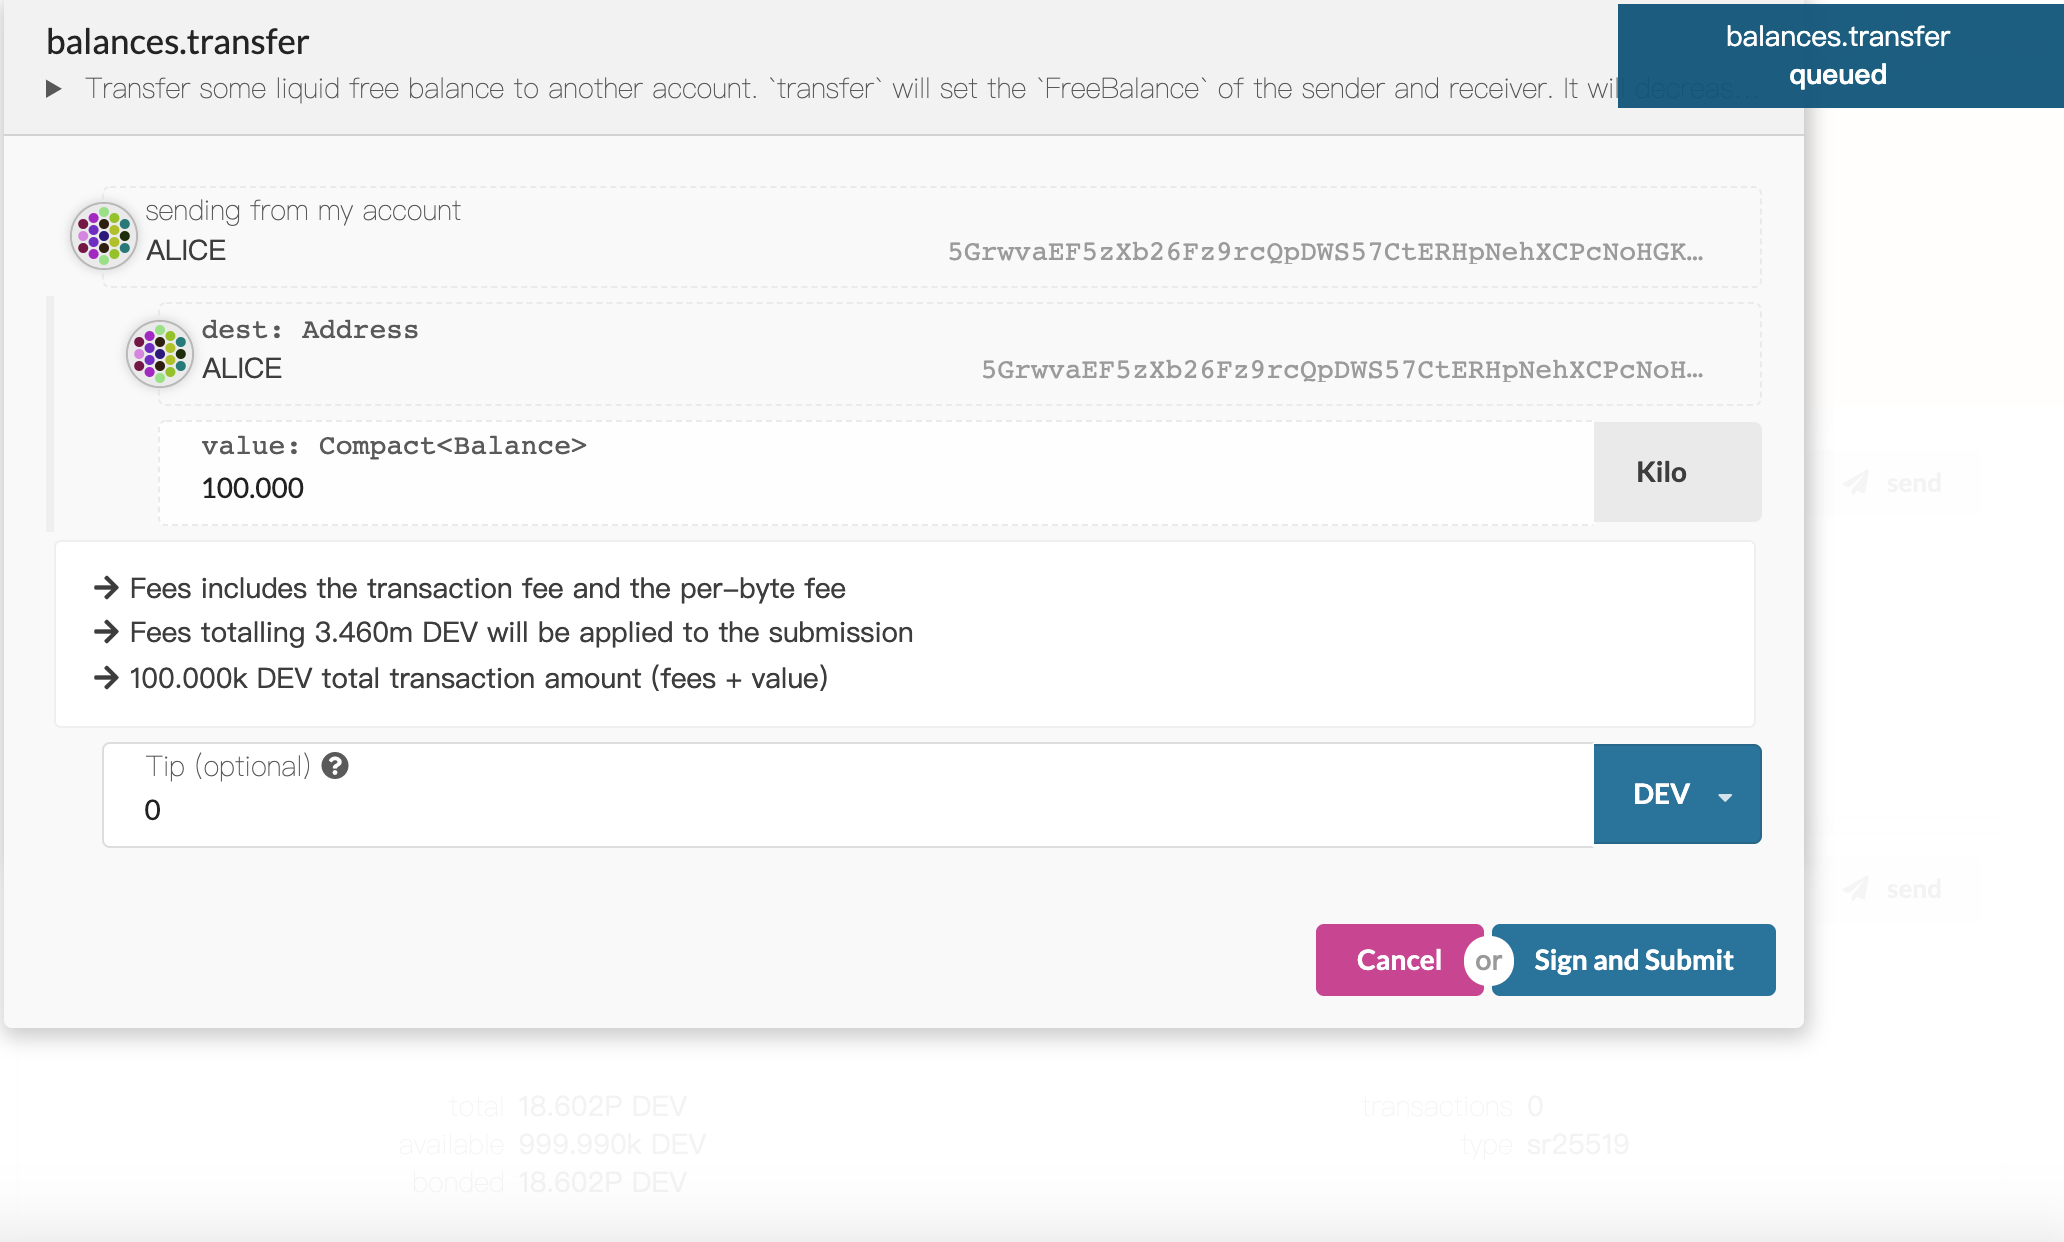 balances.transfer
Transfer some liquid free balance to another account. `transfer` will set the `FreeBalance` of the sender and receiver. It will decreas...
balances.transfer
queued
sending from my account
ALICE
5GrwvaEF5zXb26Fz9rcQpDWS57CtERHpNehXCPcNoHGK…
dest: Address
ALICE
5GrwvaEF5zXb26Fz9rcQpDWS57CtERHpNehXCPcNoH…
value: Compact<Balance>
100.000
Kilo
send
Fees includes the transaction fee and the per-byte fee
Fees totalling 3.460m DEV will be applied to the submission
100.000k DEV total transaction amount (fees + value)
Tip (optional)
0
DEV
send
Cancel or Sign and Submit
total 18.602P DEV
available 999.990k DEV
bonded 18.602P DEV
transactions 0
type sr25519